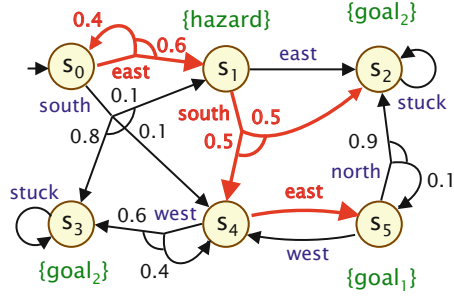 0.4
{hazard}
{goal₂}
s₀
0.6
east
s₁
east
s₂
south
0.1
south
0.5
stuck
0.8
0.1
0.5
0.9
north
0.1
stuck
s₃
0.6
west
s₄
east
s₅
0.4
west
{goal₂}
{goal₁}